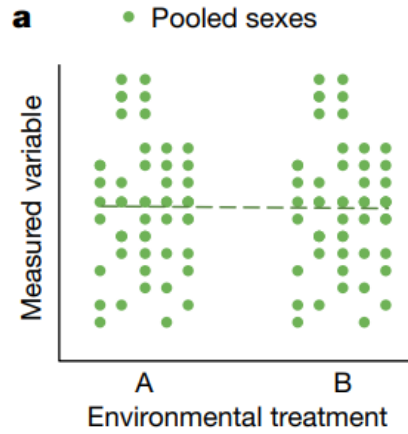 a
Pooled sexes
Measured variable
A
B
Environmental treatment